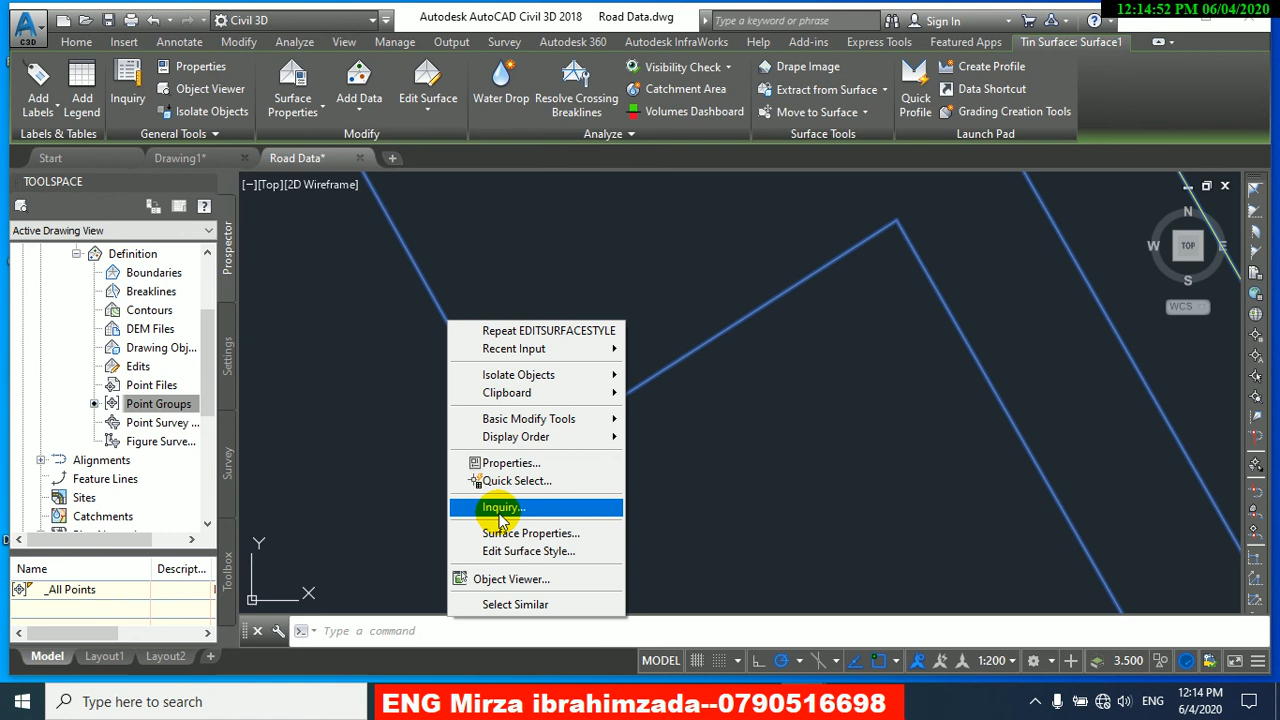 12:14:52 PM 06/04/2020
C3D
Civil 3D
Autodesk AutoCAD Civil 3D 2018 Road Data.dwg
Type a keyword or phrase
Sign In
Home Insert Annotate Modify Analyze View Manage Output Survey Autodesk 360 Autodesk InfraWorks Help Add-ins Express Tools Featured Apps Tin Surface: Surface1
Add Labels
Add Legend
Inquiry
Properties
Object Viewer
Isolate Objects
Surface Properties
Add Data
Edit Surface
Water Drop
Resolve Crossing Breaklines
Visibility Check
Catchment Area
Volumes Dashboard
Drape Image
Extract from Surface
Move to Surface
Quick Profile
Create Profile
Data Shortcut
Grading Creation Tools
Labels & Tables General Tools Modify Analyze Surface Tools Launch Pad
Start Drawing1* Road Data*
TOOLSPACE
Active Drawing View
Definition
Boundaries
Breaklines
Contours
DEM Files
Drawing Obj...
Edits
Point Files
Point Groups
Point Survey ...
Figure Surve...
Alignments
Feature Lines
Sites
Catchments
Name Descript...
_All Points
Prospector
Settings
Survey
Toolbox
[−][Top][2D Wireframe]
N
W TOP E
S
WCS
Repeat EDITSURFACESTYLE
Recent Input
Isolate Objects
Clipboard
Basic Modify Tools
Display Order
Properties...
Quick Select...
Inquiry...
Surface Properties...
Edit Surface Style...
Object Viewer...
Select Similar
Y
X
Type a command
Model Layout1 Layout2 +
MODEL 1:200 3.500
Type here to search
ENG Mirza ibrahimzada--0790516698
ENG
12:14 PM
6/4/2020